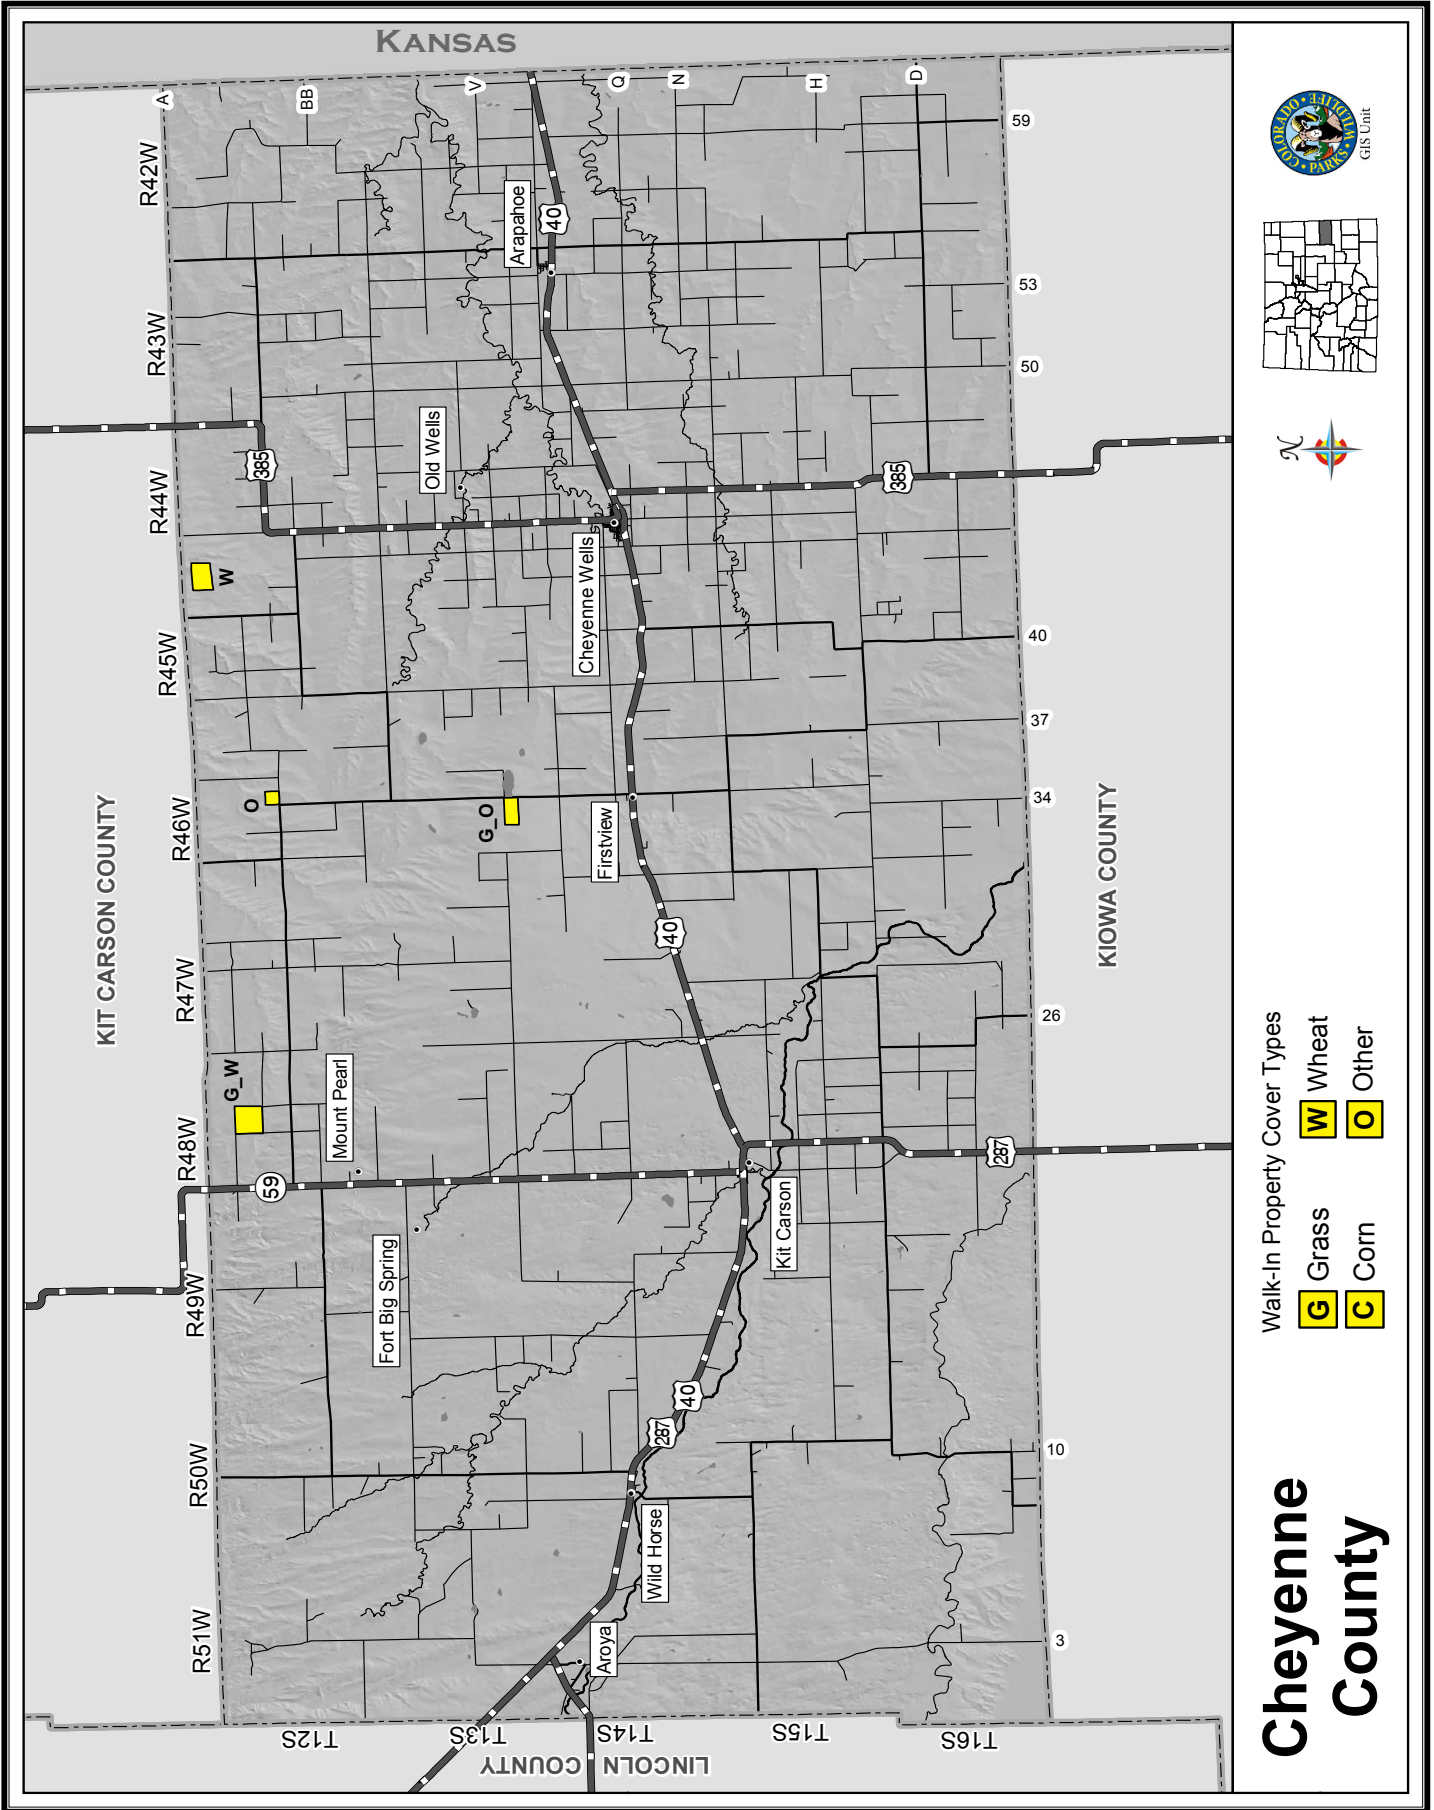 KANSAS
KIT CARSON COUNTY
R51W
R50W
R49W
R48W
R47W
R46W
R45W
R44W
R43W
R42W
A
BB
V
Q
N
H
D
T12S
T13S
T14S
T15S
T16S
LINCOLN COUNTY
KIOWA COUNTY
3
10
26
34
37
40
50
53
59
59
385
385
40
40
40
287
287
G_W
O
G_O
W
Mount Pearl
Fort Big Spring
Old Wells
Arapahoe
Cheyenne Wells
Firstview
Kit Carson
Wild Horse
Aroya
Cheyenne
County
Walk-In Property Cover Types
G Grass
W Wheat
C Corn
O Other
N
COLORADO
PARKS • WILDLIFE
GIS Unit